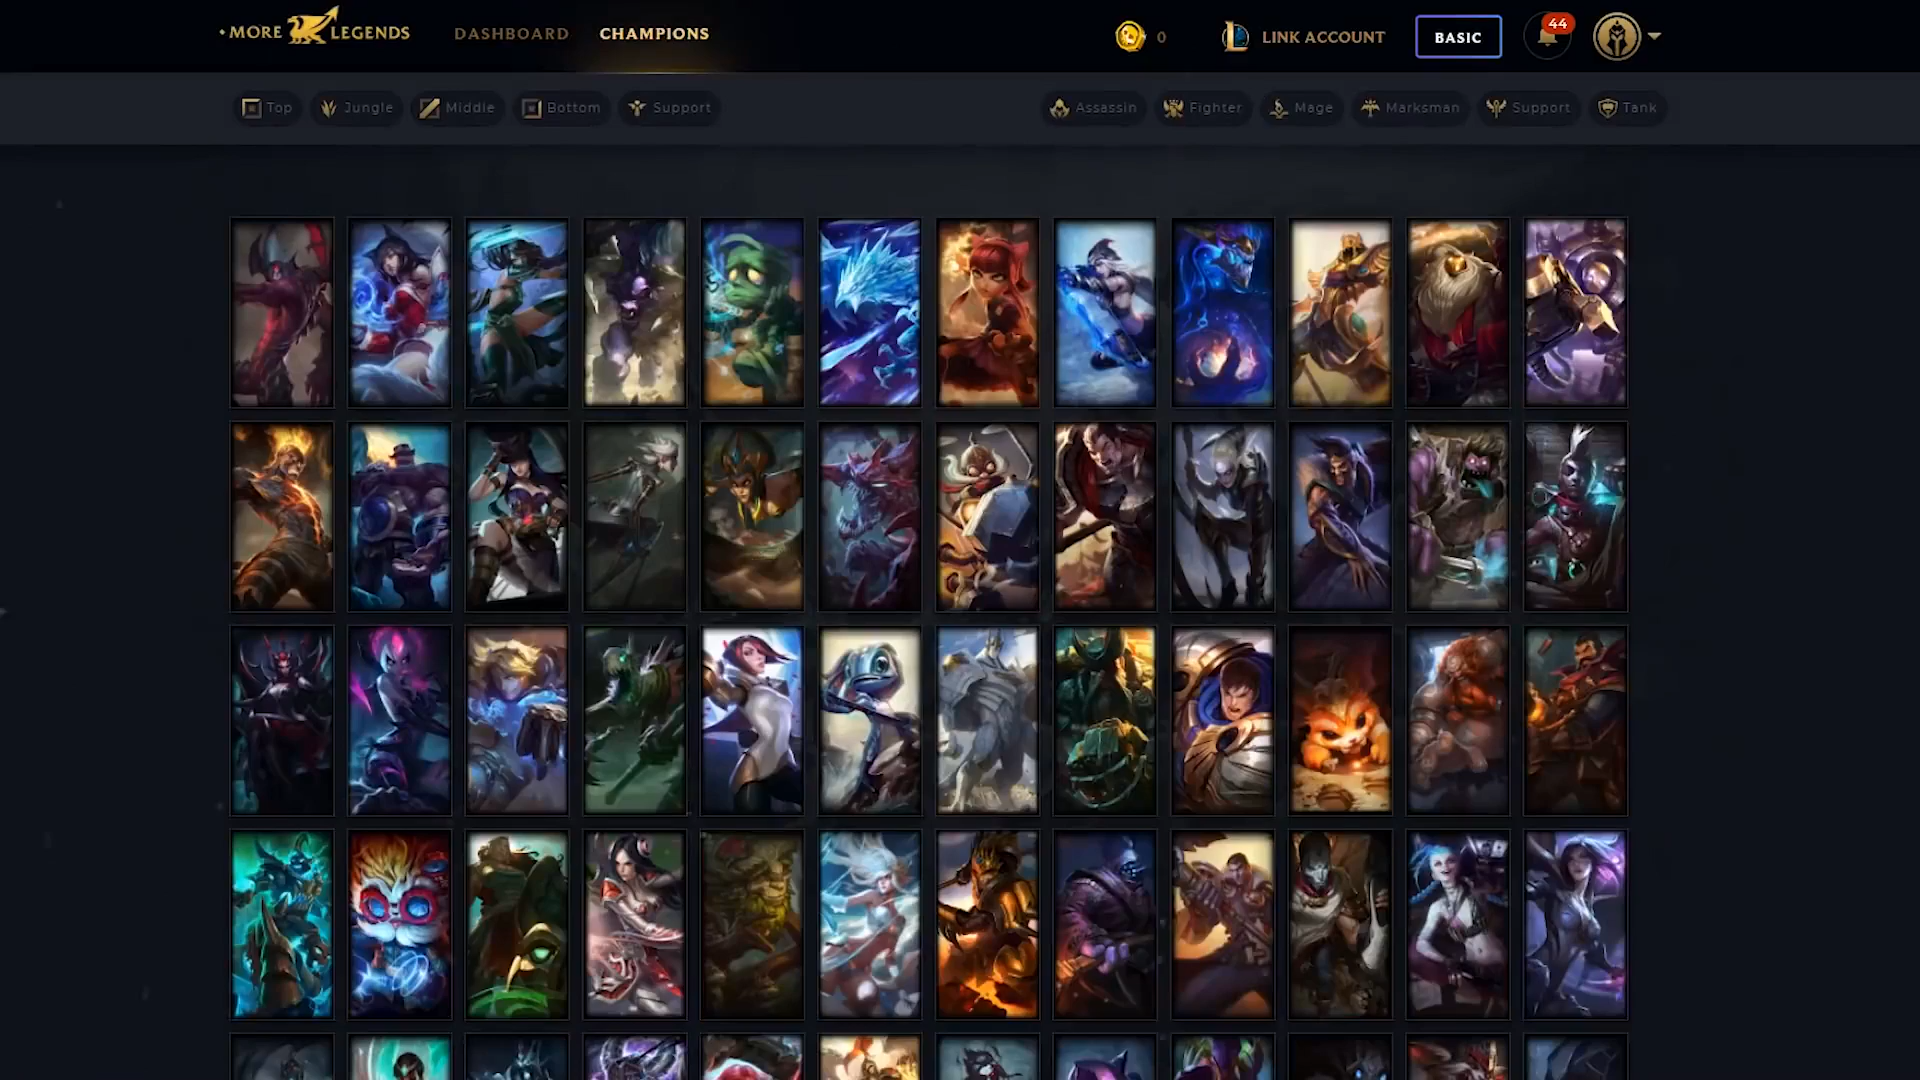 MORE LEGENDS DASHBOARD CHAMPIONS 0 LINK ACCOUNT BASIC 44
Top Jungle Middle Bottom Support Assassin Fighter Mage Marksman Support Tank